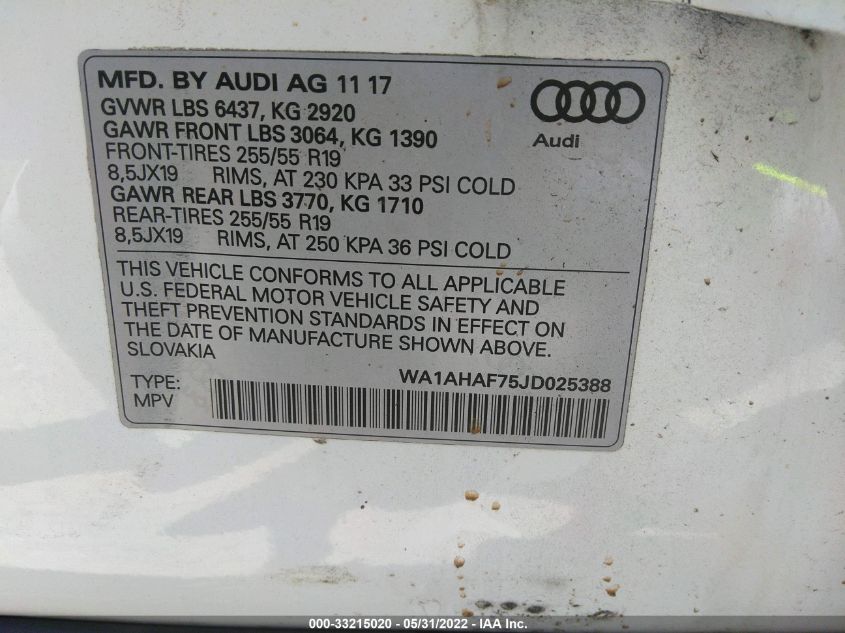 MFD. BY AUDI AG 11 17
GVWR LBS 6437, KG 2920
GAWR FRONT LBS 3064, KG 1390
FRONT-TIRES 255/55 R19
8,5JX19 RIMS, AT 230 KPA 33 PSI COLD
GAWR REAR LBS 3770, KG 1710
REAR-TIRES 255/55 R19
8,5JX19 RIMS, AT 250 KPA 36 PSI COLD
Audi
THIS VEHICLE CONFORMS TO ALL APPLICABLE
U.S. FEDERAL MOTOR VEHICLE SAFETY AND
THEFT PREVENTION STANDARDS IN EFFECT ON
THE DATE OF MANUFACTURE SHOWN ABOVE.
SLOVAKIA
WA1AHAF75JD025388
TYPE:
MPV
000-33215020 - 05/31/2022 - IAA Inc.